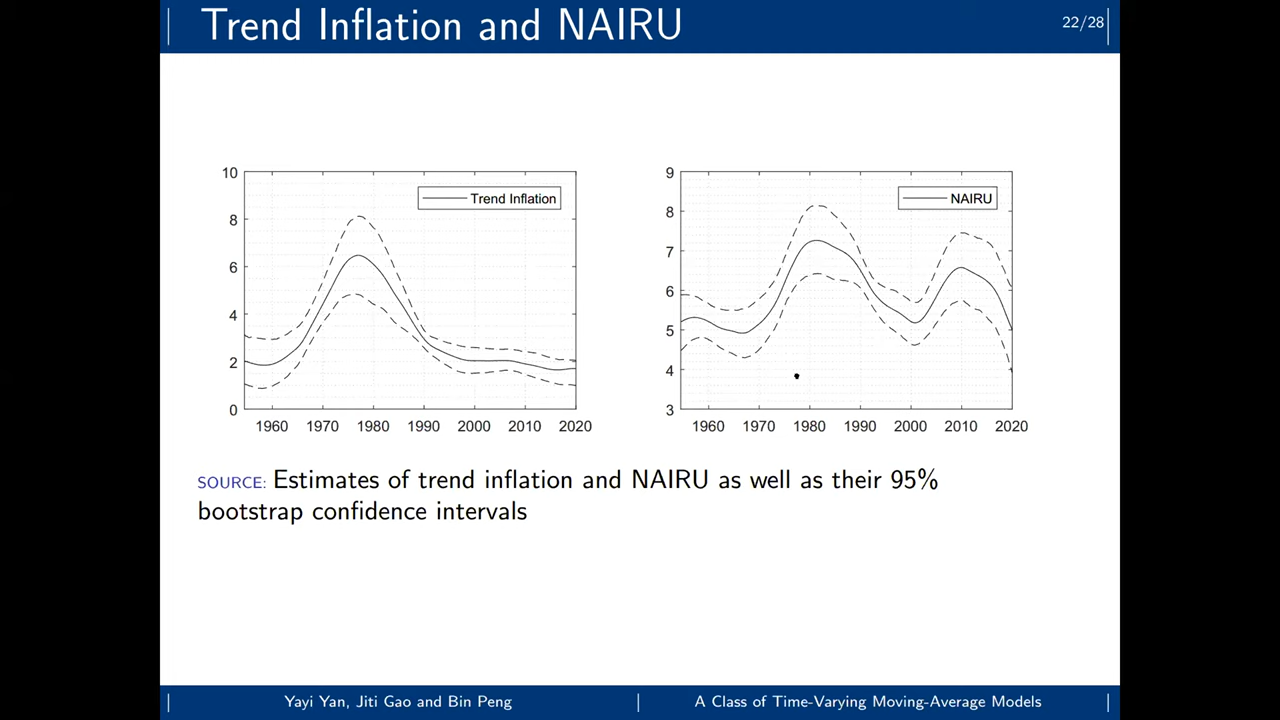 Trend Inflation and NAIRU
22/28
10
8
6
4
2
0
Trend Inflation
1960 1970 1980 1990 2000 2010 2020
9
8
7
6
5
4
3
NAIRU
1960 1970 1980 1990 2000 2010 2020
SOURCE: Estimates of trend inflation and NAIRU as well as their 95%
bootstrap confidence intervals
Yayi Yan, Jiti Gao and Bin Peng
A Class of Time-Varying Moving-Average Models